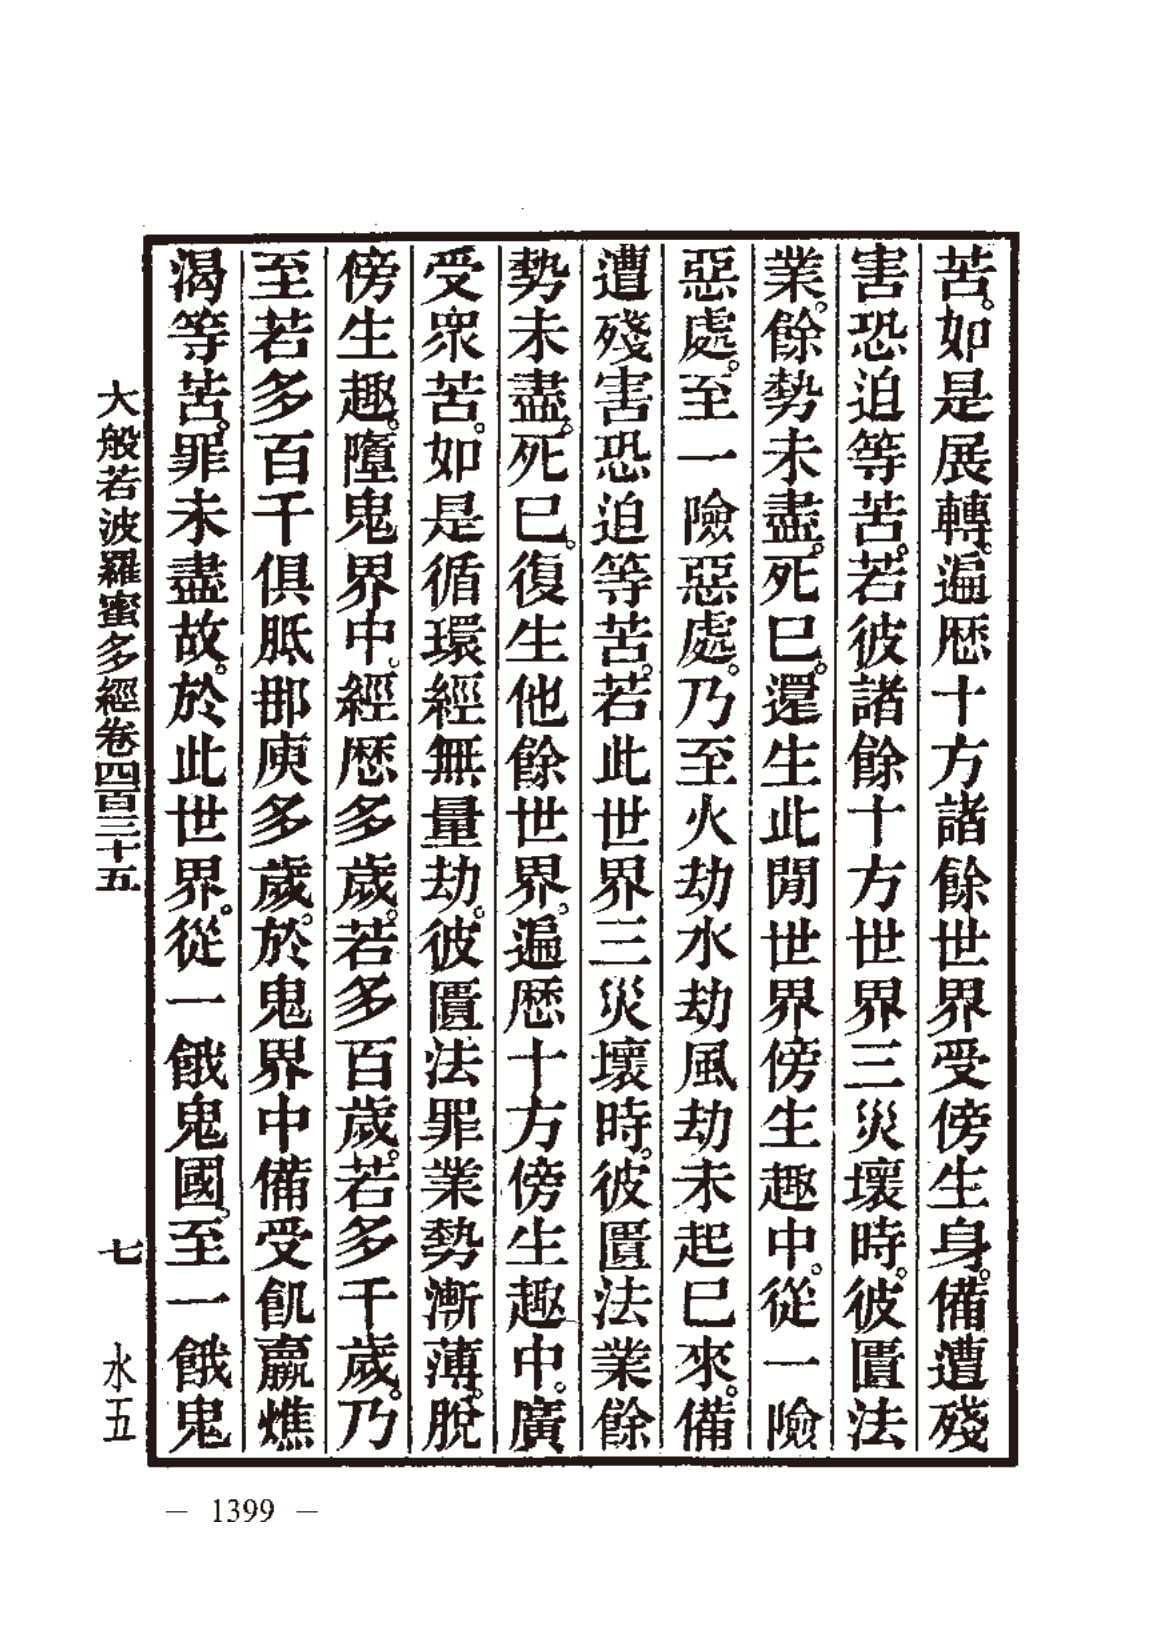 苦。如是展轉。遍歷十方諸餘世界受傍生身。備遭殘
害恐迫等苦。若彼諸餘十方世界三災壞時。彼匱法
業。餘勢未盡。死已。還生此間世界傍生趣中。從一險
惡處。至一險惡處。乃至火劫水劫風劫未起已來。備
遭殘害恐迫等苦。若此世界三災壞時。彼匱法業餘
勢未盡。死已。復生他餘世界。遍歷十方傍生趣中。廣
受眾苦。如是循環經無量劫。彼匱法罪業勢漸薄。脫
傍生趣。墮鬼界中。經歷多歲。若多百歲。若多千歲。乃
至若多百千俱胝那庾多歲。於鬼界中備受飢羸燋
渴等苦。罪未盡故。於此世界。從一餓鬼國。至一餓鬼
大般若波羅蜜多經卷四百三十五 七 水五
— 1399 —